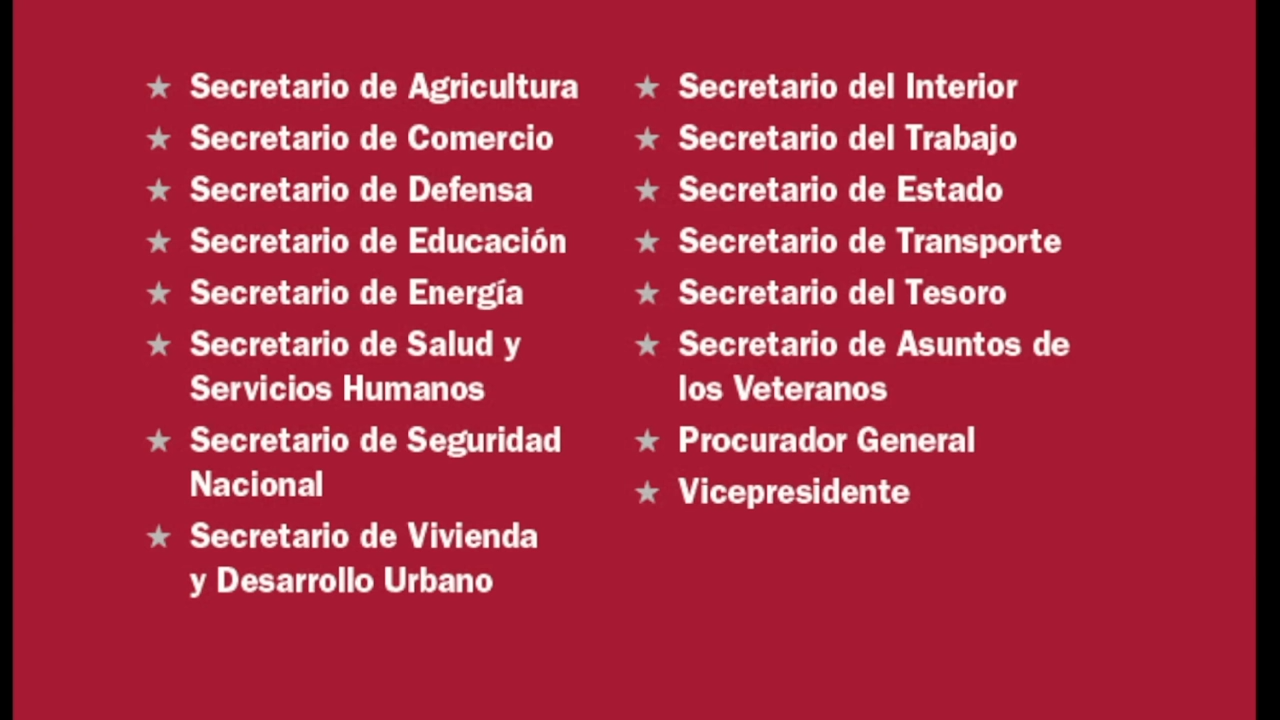 Secretario de Agricultura
Secretario de Comercio
Secretario de Defensa
Secretario de Educación
Secretario de Energía
Secretario de Salud y
Servicios Humanos
Secretario de Seguridad
Nacional
Secretario de Vivienda
y Desarrollo Urbano
Secretario del Interior
Secretario del Trabajo
Secretario de Estado
Secretario de Transporte
Secretario del Tesoro
Secretario de Asuntos de
los Veteranos
Procurador General
Vicepresidente